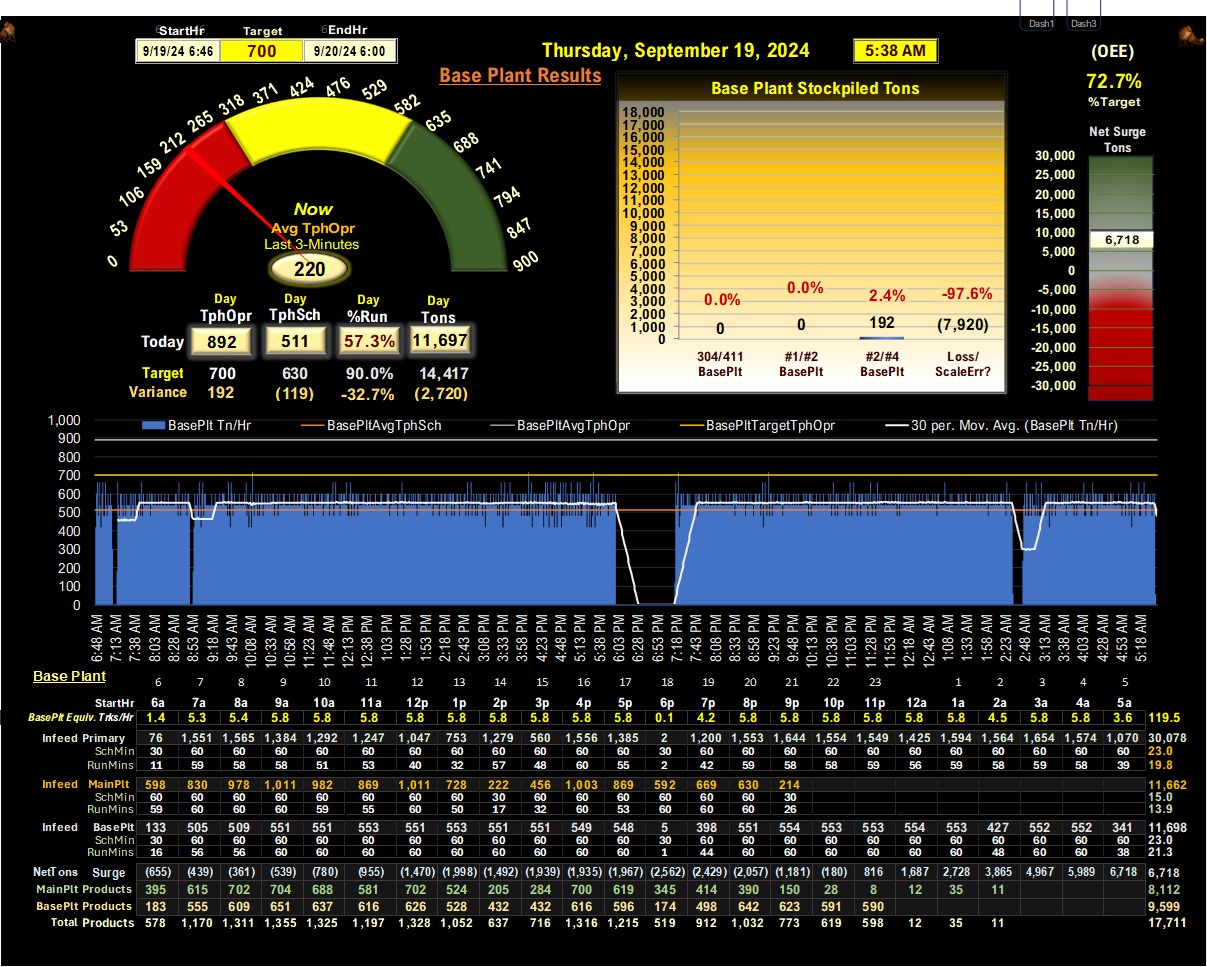 Dash1 Dash3
StartHr Target EndHr
9/19/24 6:46 700 9/20/24 6:00
Thursday, September 19, 2024 5:38 AM
(OEE)
72.7%
%Target
Base Plant Results
0 53 106 159 212 265 318 371 424 476 529 582 635 688 741 794 847 900
Now
Avg TphOpr
Last 3-Minutes
220
Day TphOpr Day TphSch Day %Run Day Tons
Today 892 511 57.3% 11,697
Target 700 630 90.0% 14,417
Variance 192 (119) -32.7% (2,720)
Base Plant Stockpiled Tons
18,000
17,000
16,000
15,000
14,000
13,000
12,000
11,000
10,000
9,000
8,000
7,000
6,000
5,000
4,000
3,000
2,000
1,000
0
0.0% 0.0% 2.4% -97.6%
0 0 192 (7,920)
304/411 BasePlt #1/#2 BasePlt #2/#4 BasePlt Loss/ ScaleErr?
Net Surge
Tons
30,000
25,000
20,000
15,000
10,000
6,718
5,000
0
-5,000
-10,000
-15,000
-20,000
-25,000
-30,000
BasePlt Tn/Hr BasePltAvgTphSch BasePltAvgTphOpr BasePltTargetTphOpr 30 per. Mov. Avg. (BasePlt Tn/Hr)
1,000
900
800
700
600
500
400
300
200
100
0
6:48 AM 7:13 AM 7:38 AM 8:03 AM 8:28 AM 8:53 AM 9:18 AM 9:43 AM 10:08 AM 10:33 AM 10:58 AM 11:23 AM 11:48 AM 12:13 PM 12:38 PM 1:03 PM 1:28 PM 1:53 PM 2:18 PM 2:43 PM 3:08 PM 3:33 PM 3:58 PM 4:23 PM 4:48 PM 5:13 PM 5:38 PM 6:03 PM 6:28 PM 6:53 PM 7:18 PM 7:43 PM 8:08 PM 8:33 PM 8:58 PM 9:23 PM 9:48 PM 10:13 PM 10:38 PM 11:03 PM 11:28 PM 11:53 PM 12:18 AM 12:43 AM 1:08 AM 1:33 AM 1:58 AM 2:23 AM 2:48 AM 3:13 AM 3:38 AM 4:03 AM 4:28 AM 4:53 AM 5:18 AM
Base Plant 6 7 8 9 10 11 12 13 14 15 16 17 18 19 20 21 22 23 1 2 3 4 5
StartHr 6a 7a 8a 9a 10a 11a 12p 1p 2p 3p 4p 5p 6p 7p 8p 9p 10p 11p 12a 1a 2a 3a 4a 5a
BasePlt Equiv. Trks/Hr 1.4 5.3 5.4 5.8 5.8 5.8 5.8 5.8 5.8 5.8 5.8 5.8 0.1 4.2 5.8 5.8 5.8 5.8 5.8 5.8 4.5 5.8 5.8 3.6 119.5
Infeed Primary 76 1,551 1,565 1,384 1,292 1,247 1,047 753 1,279 560 1,556 1,385 2 1,200 1,553 1,644 1,554 1,549 1,425 1,594 1,564 1,654 1,574 1,070 30,078
SchMin 30 60 60 60 60 60 60 60 60 60 60 60 30 60 60 60 60 60 60 60 60 60 60 60 23.0
RunMins 11 59 58 58 51 53 40 32 57 48 60 55 2 42 59 58 58 58 58 59 58 58 58 39 19.8
Infeed MainPlt 598 830 978 1,011 982 869 1,011 728 222 456 1,003 869 592 669 630 214 11,662
SchMin 60 60 60 60 60 60 60 60 30 60 60 60 60 60 60 30 15.0
RunMins 59 60 60 60 59 55 60 60 17 32 60 53 60 60 60 26 13.9
Infeed BasePlt 133 505 509 551 551 553 551 553 551 551 549 548 5 398 551 554 553 553 554 553 427 552 552 341 11,698
SchMin 30 60 60 60 60 60 60 60 60 60 60 60 30 60 60 60 60 60 60 60 60 60 60 60 23.0
RunMins 16 56 56 60 60 60 60 60 60 60 60 60 1 44 60 60 60 60 60 60 48 60 60 38 21.3
NetTons Surge (655) (439) (361) (539) (780) (955) (1,470) (1,998) (1,492) (1,939) (1,935) (1,967) (2,562) (2,429) (2,057) (1,181) (180) 816 1,687 2,728 3,865 4,967 5,989 6,718 6,718
MainPlt Products 395 615 702 704 688 581 702 524 205 284 700 619 345 414 390 150 28 8 12 35 11 8,112
BasePlt Products 183 555 609 651 637 616 626 528 432 432 616 596 174 498 642 623 591 590 9,599
Total Products 578 1,170 1,311 1,355 1,325 1,197 1,328 1,052 637 716 1,316 1,215 519 912 1,032 773 619 598 12 35 11 17,711